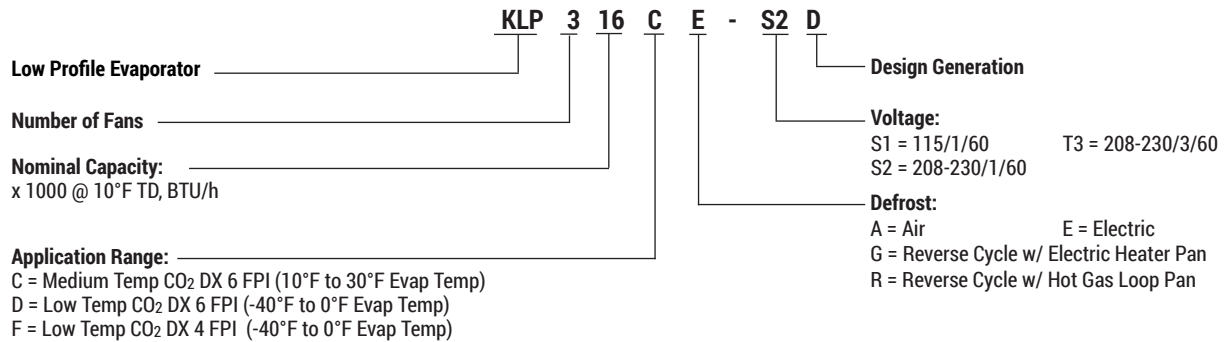 KLP 3 16 C E - S2 D
Low Profile Evaporator
Number of Fans
Nominal Capacity:
x 1000 @ 10°F TD, BTU/h
Application Range:
C = Medium Temp CO2 DX 6 FPI (10°F to 30°F Evap Temp)
D = Low Temp CO2 DX 6 FPI (-40°F to 0°F Evap Temp)
F = Low Temp CO2 DX 4 FPI (-40°F to 0°F Evap Temp)
Design Generation
Voltage:
S1 = 115/1/60 T3 = 208-230/3/60
S2 = 208-230/1/60
Defrost:
A = Air E = Electric
G = Reverse Cycle w/ Electric Heater Pan
R = Reverse Cycle w/ Hot Gas Loop Pan